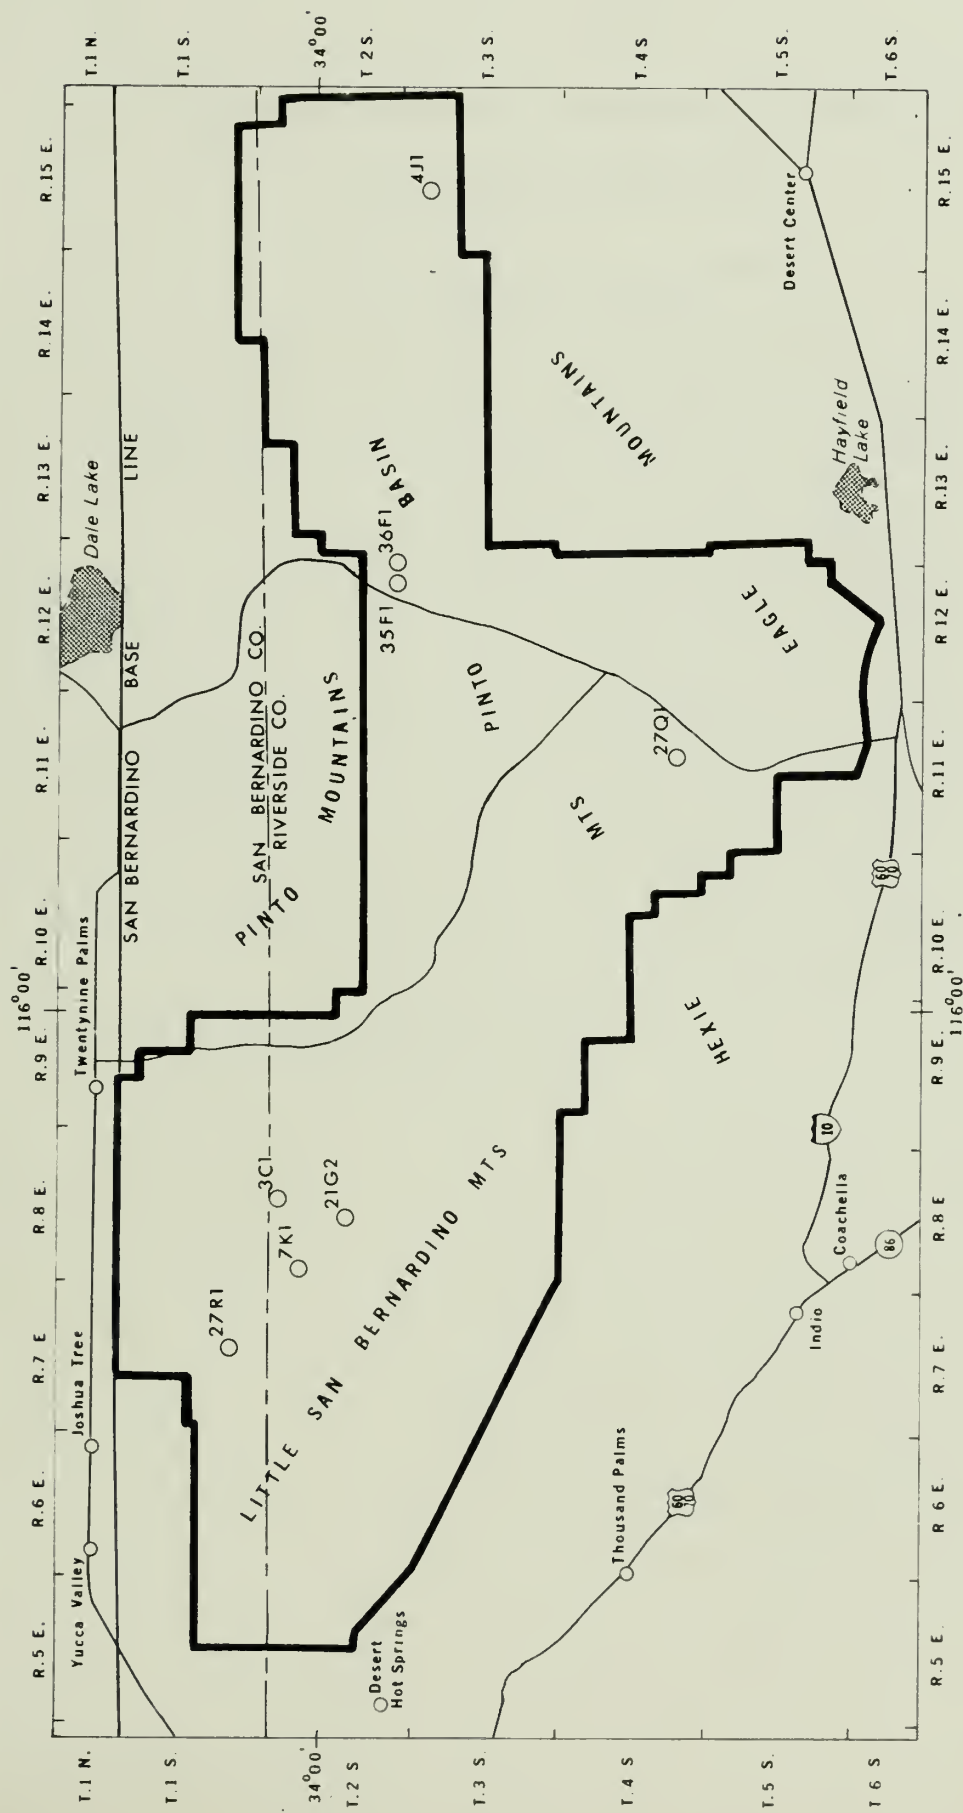 R.5 E.
R.6 E.
R.7 E
R.8 E.
R.9 E.
116°00'
R.10 E.
R.11 E.
R.12 E.
R.13 E.
R.14 E.
R.15 E.
T.1 N.
T.1 S.
34°00'
T.2 S
T.3 S.
T.4 S
T.5 S.
T 6 S
T.1 N.
T.1 S.
34°00'
T 2 S.
T.3 S.
T.4 S
T.5 S.
T.6 S
Yucca Valley
Joshua Tree
Twentynine Palms
Dale Lake
SAN BERNARDINO BASE LINE
SAN BERNARDINO CO.
RIVERSIDE CO.
PINTO MOUNTAINS
27R1
7K1
3C1
21G2
35F1
36F1
4J1
27Q1
LITTLE SAN BERNARDINO MTS
PINTO BASIN
HEXIE MTS
EAGLE MOUNTAINS
Desert
Hot Springs
Thousand Palms
60
70
Indio
Coachella
86
10
60
70
Hayfield
Lake
Desert Center
R.5 E.
R 6 E.
R.7 E.
R.8 E
R.9 E.
116°00'
R.10 E
R.11 E.
R 12 E.
R.13 E.
R.14 E.
R.15 E.